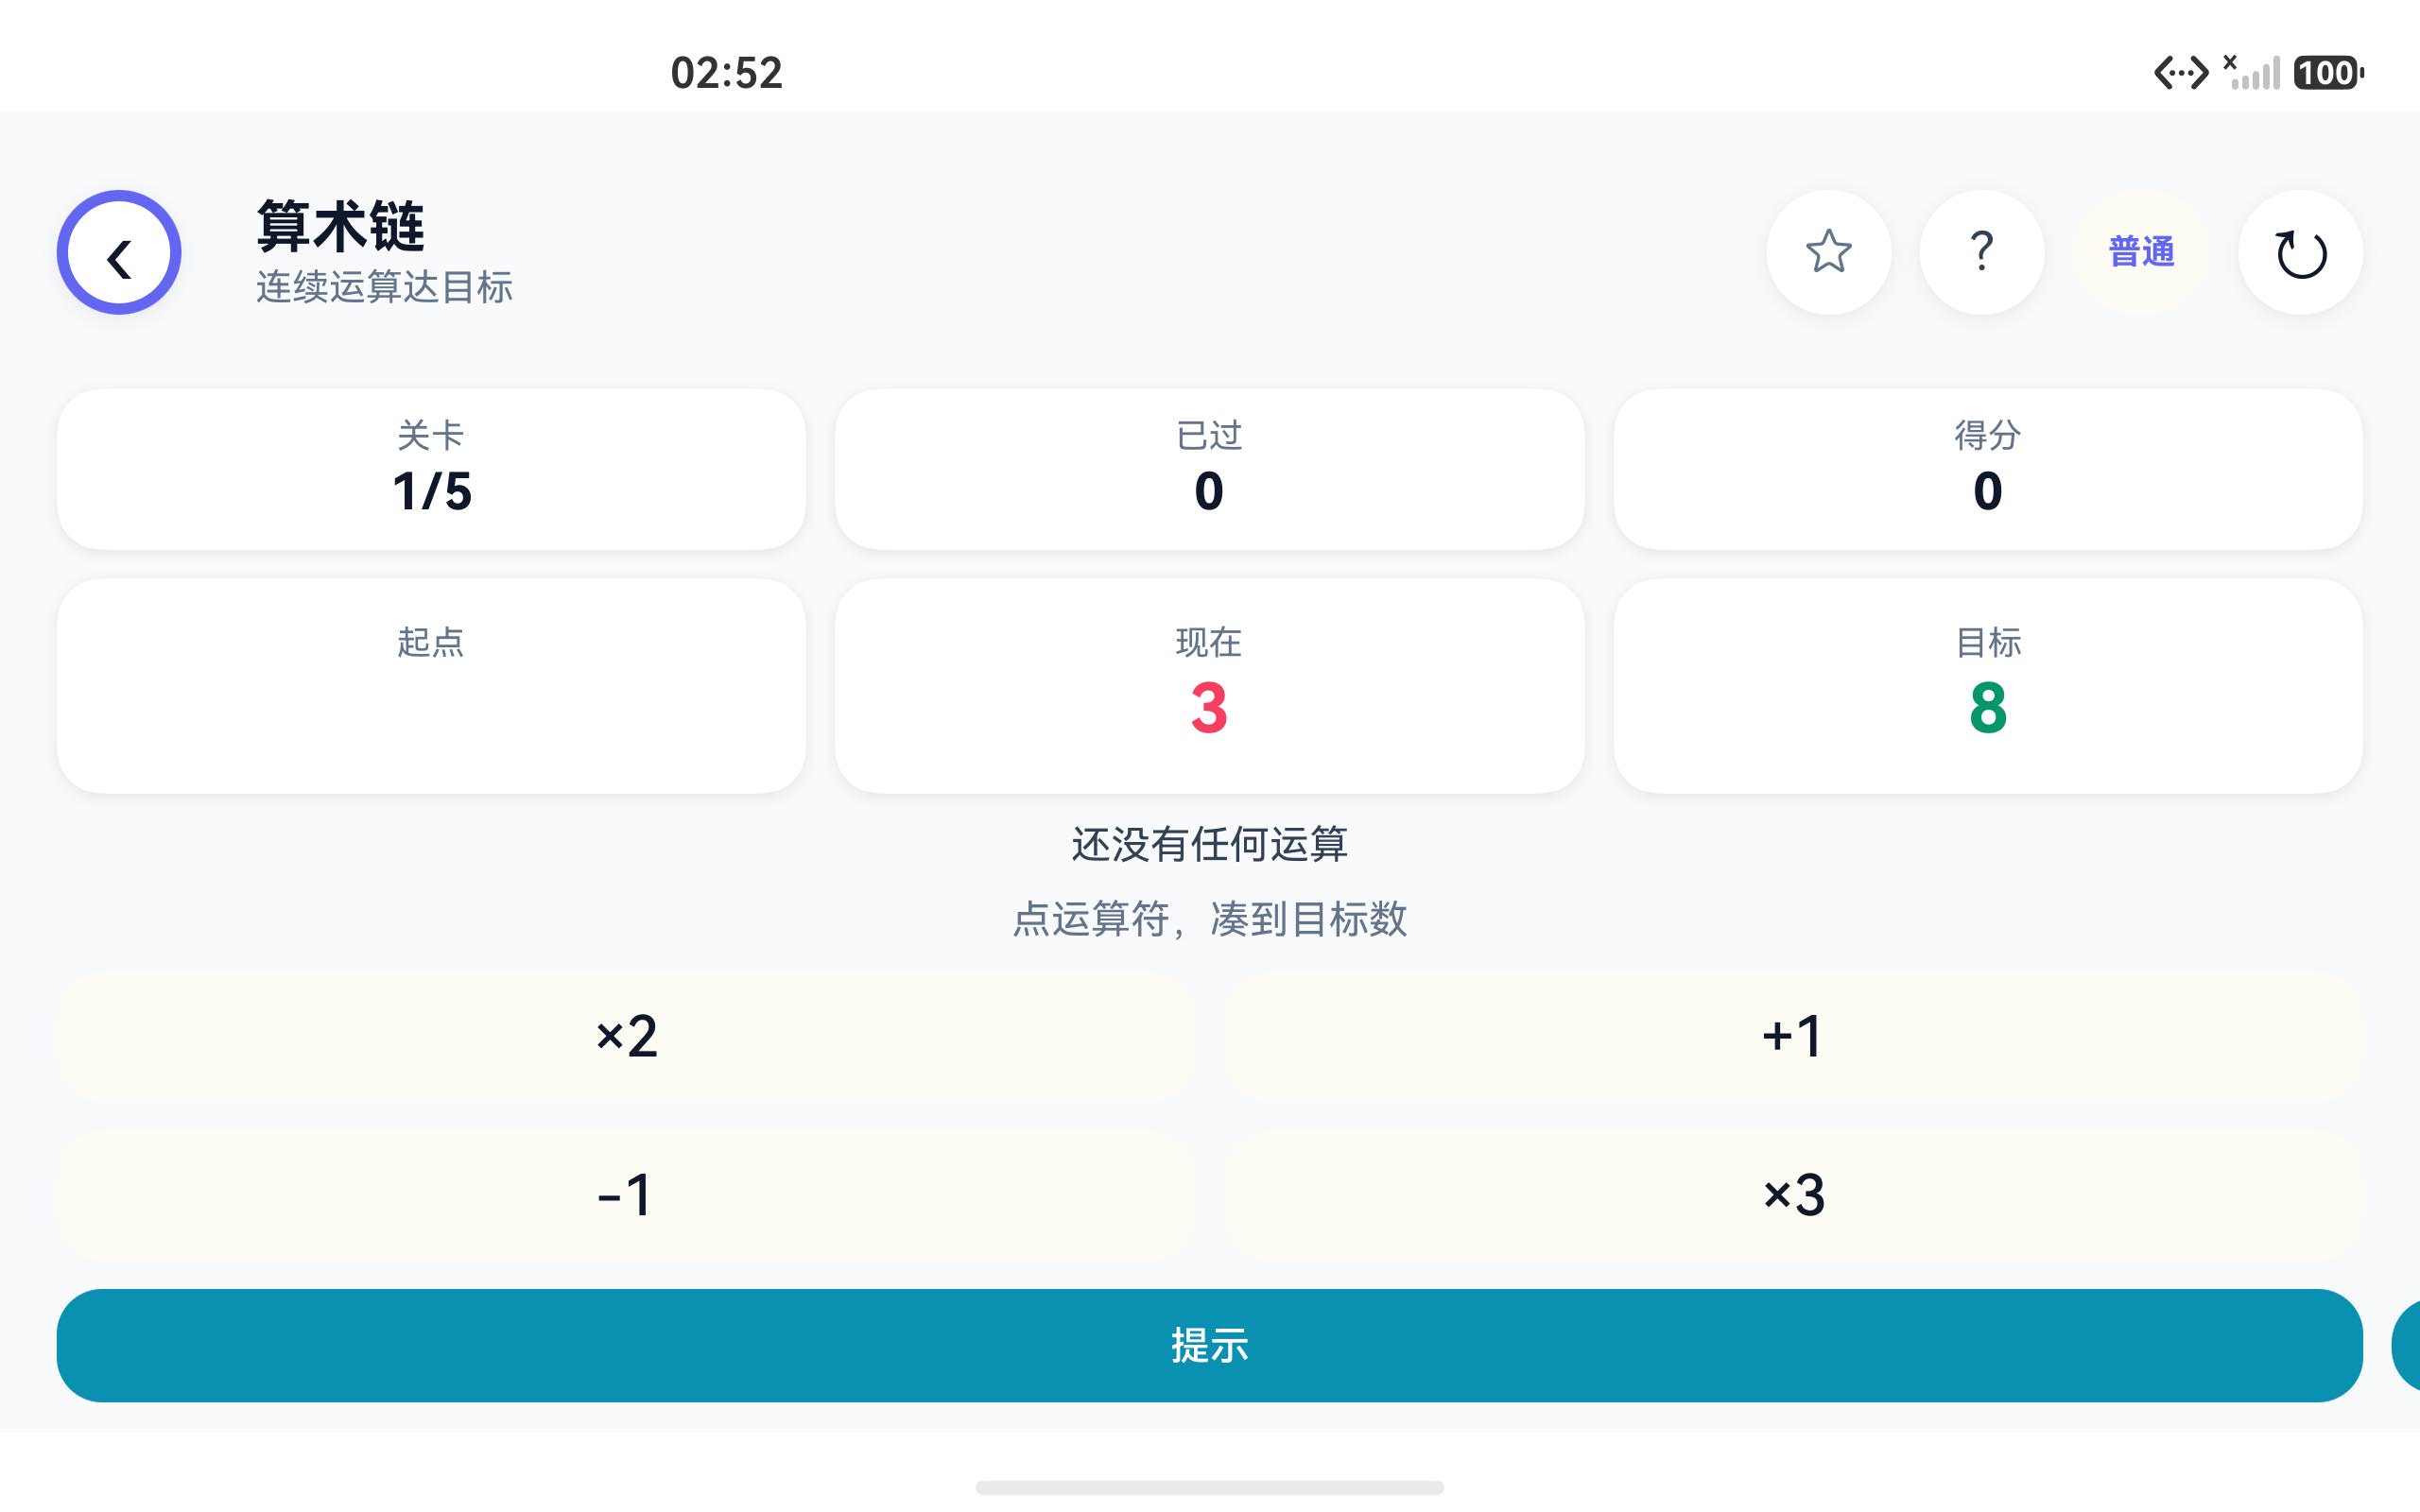 02:52
100
算术链
连续运算达目标
?
普通
关卡
1/5
已过
0
得分
0
起点
现在
3
目标
8
还没有任何运算
点运算符，凑到目标数
×2
+1
−1
×3
提示